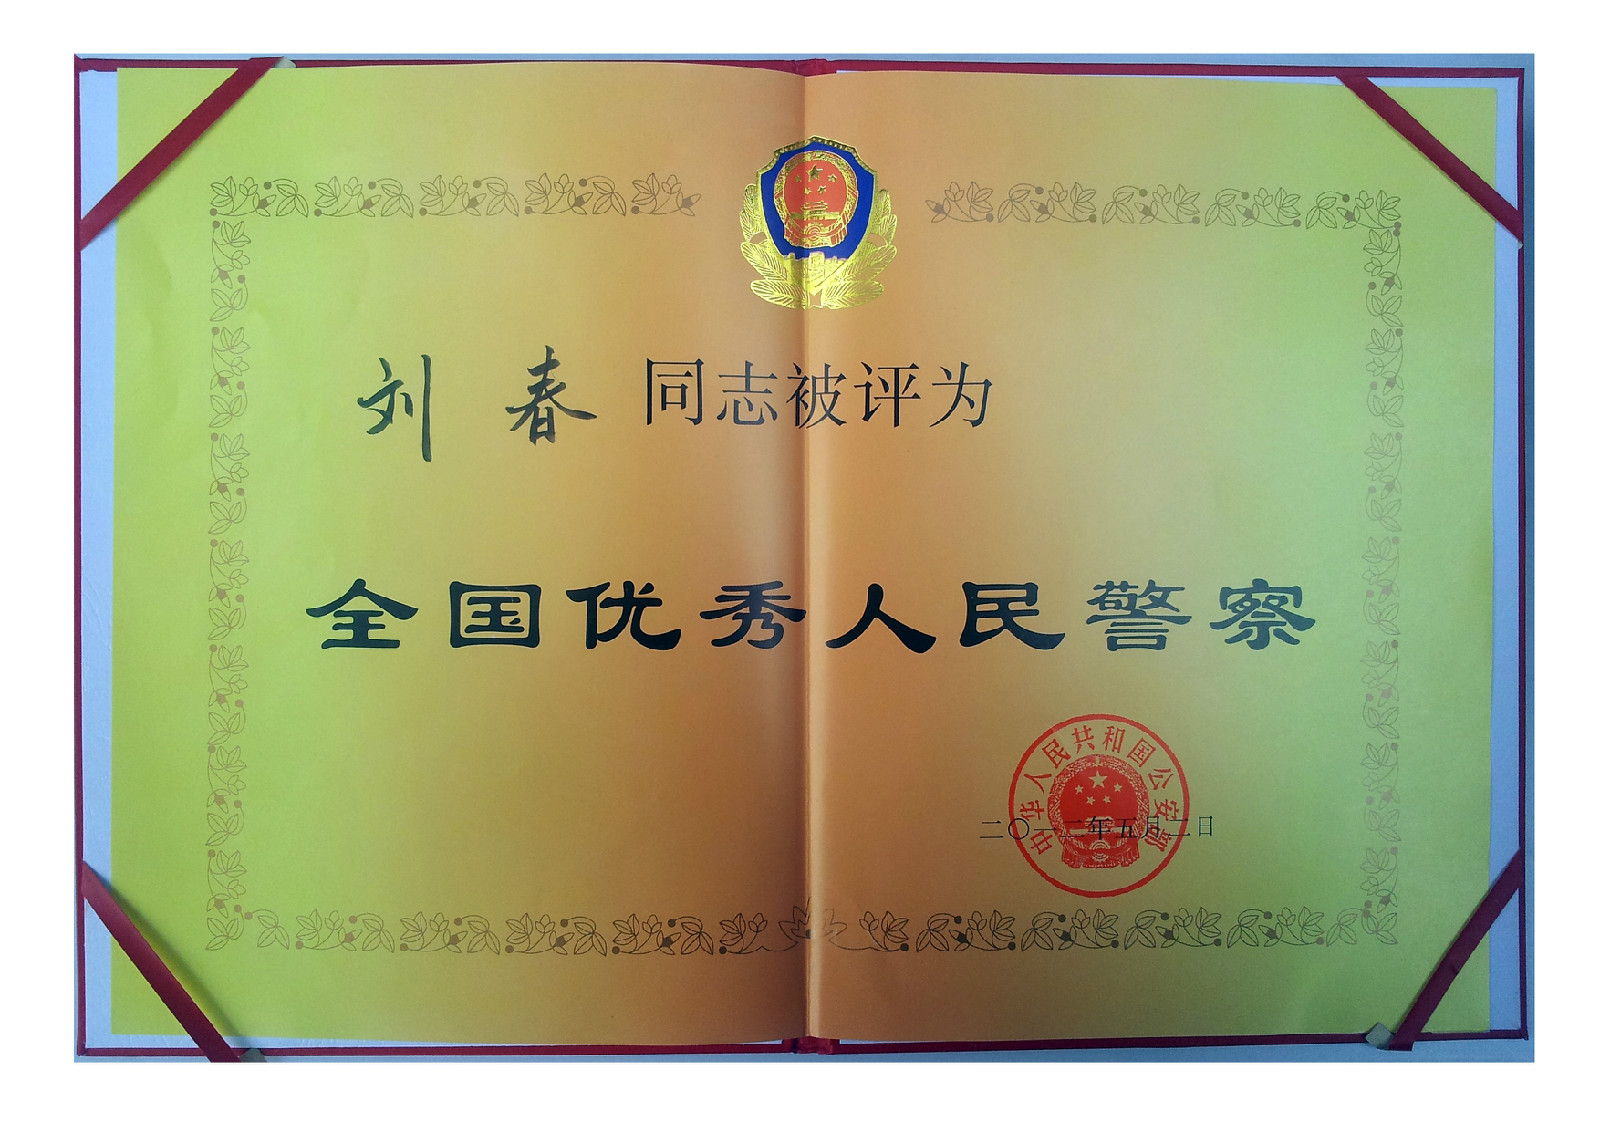 刘春同志被评为
全国优秀人民警察
中华人民共和国公安部
二〇一二年五月二日